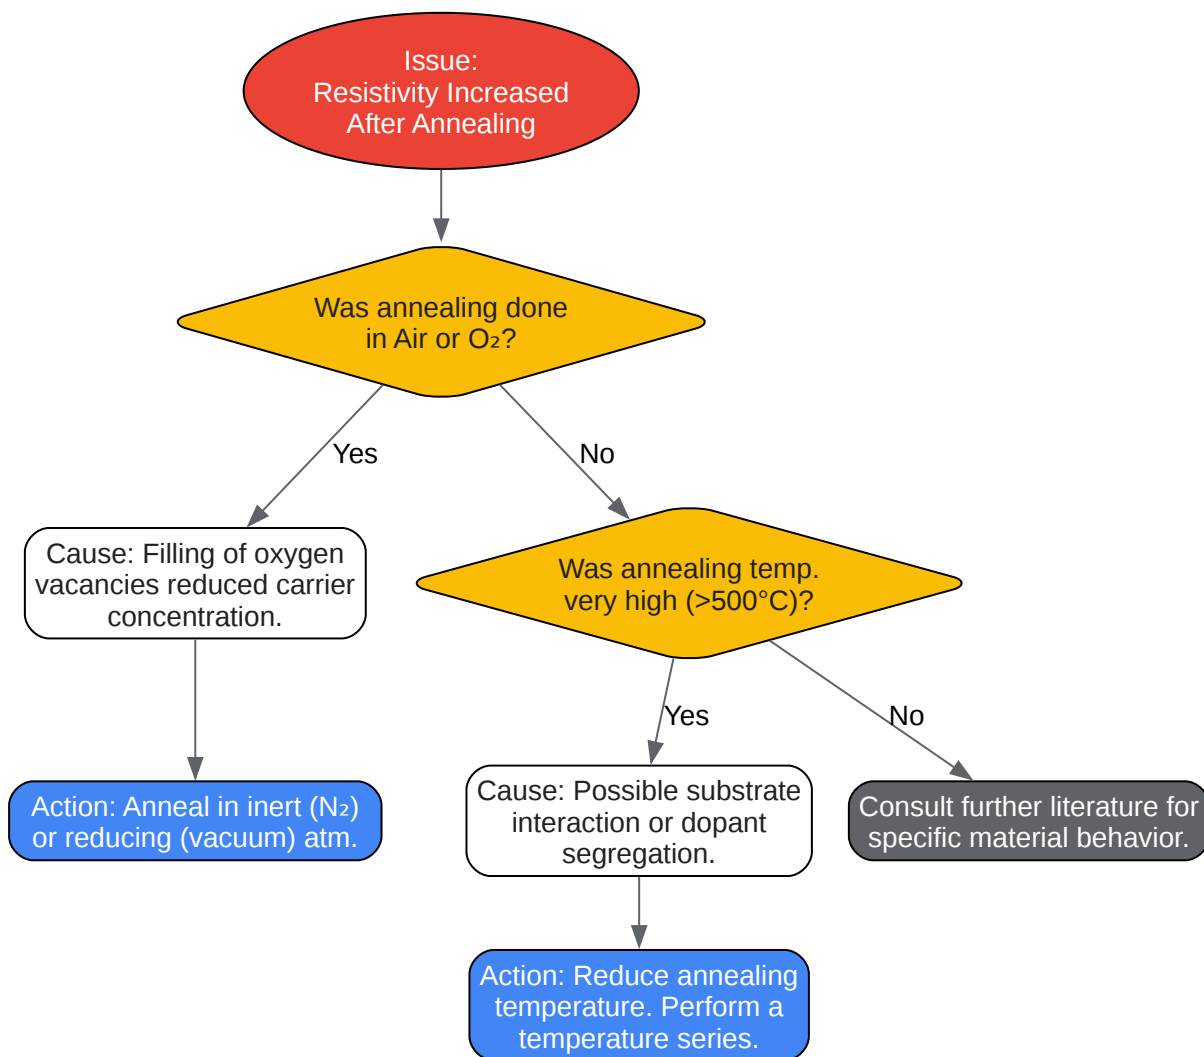 Issue:
Resistivity Increased
After Annealing
Was annealing done
in Air or O₂?
Yes
No
Cause: Filling of oxygen
vacancies reduced carrier
concentration.
Was annealing temp.
very high (>500°C)?
Yes
No
Action: Anneal in inert (N₂)
or reducing (vacuum) atm.
Cause: Possible substrate
interaction or dopant
segregation.
Consult further literature for
specific material behavior.
Action: Reduce annealing
temperature. Perform a
temperature series.